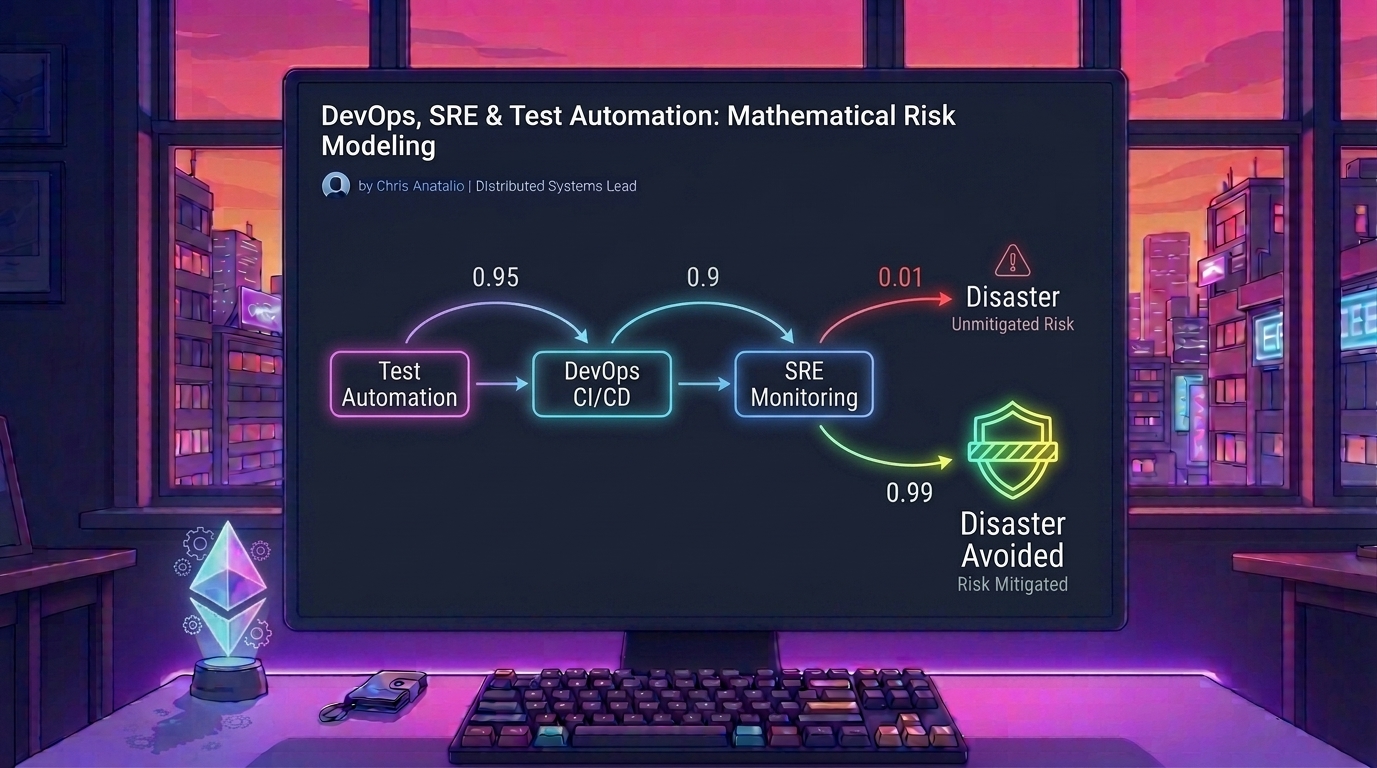 DevOps, SRE & Test Automation: Mathematical Risk
Modeling
by Chris Anatalio | Distributed Systems Lead
0.95
0.9
0.01
Disaster
Unmitigated Risk
Test
Automation
DevOps
CI/CD
SRE
Monitoring
0.99
Disaster
Avoided
Risk Mitigated